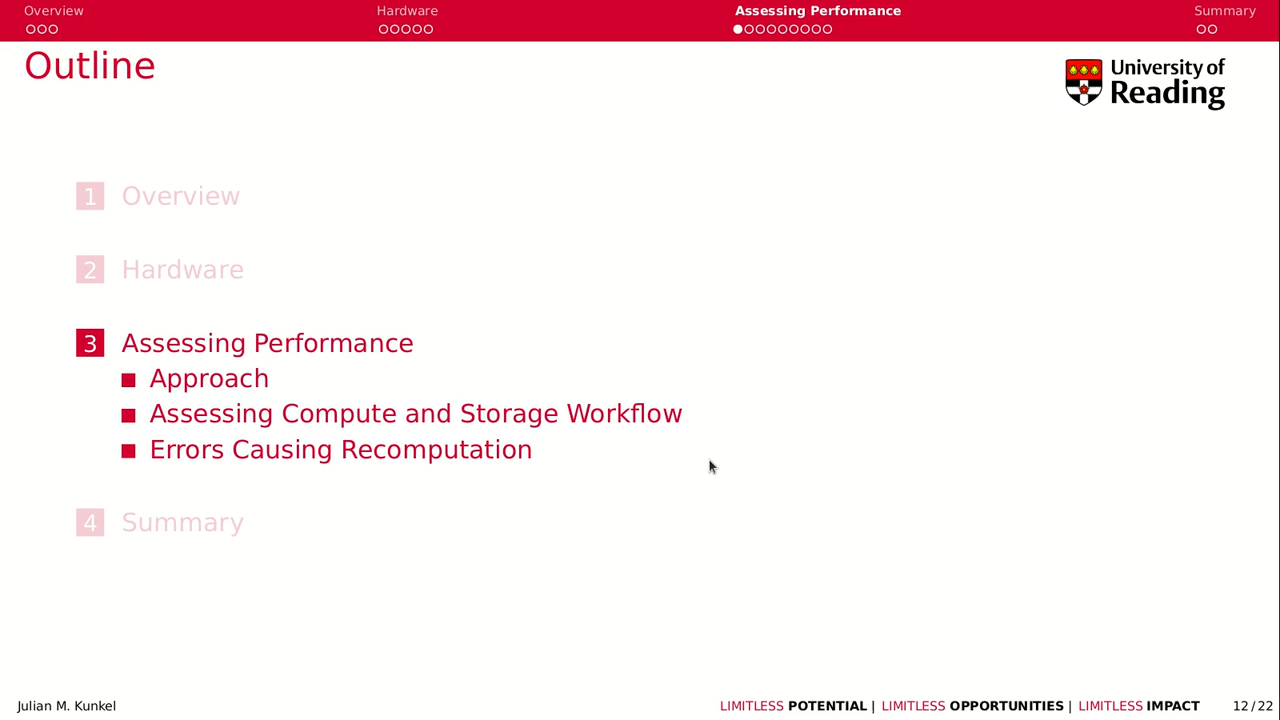 Overview Hardware Assessing Performance Summary
Outline
University of
Reading
1 Overview
2 Hardware
3 Assessing Performance
Approach
Assessing Compute and Storage Workflow
Errors Causing Recomputation
4 Summary
Julian M. Kunkel LIMITLESS POTENTIAL | LIMITLESS OPPORTUNITIES | LIMITLESS IMPACT 12/22